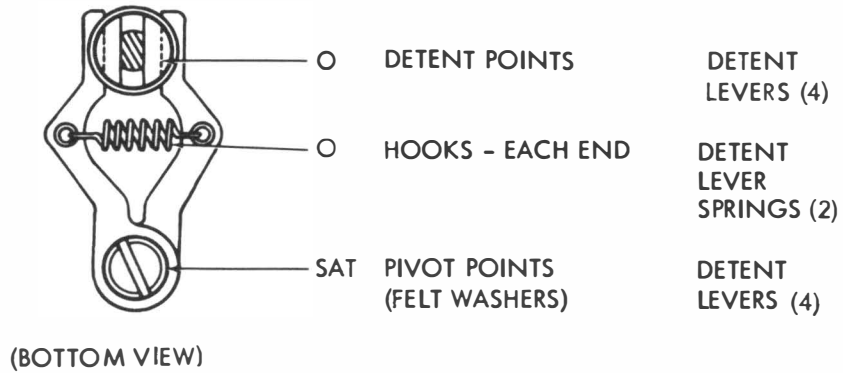 O DETENT POINTS DETENT
LEVERS (4)
O HOOKS - EACH END DETENT
LEVER
SPRINGS (2)
SAT PIVOT POINTS DETENT
(FELT WASHERS) LEVERS (4)
(BOTTOM VIEW)